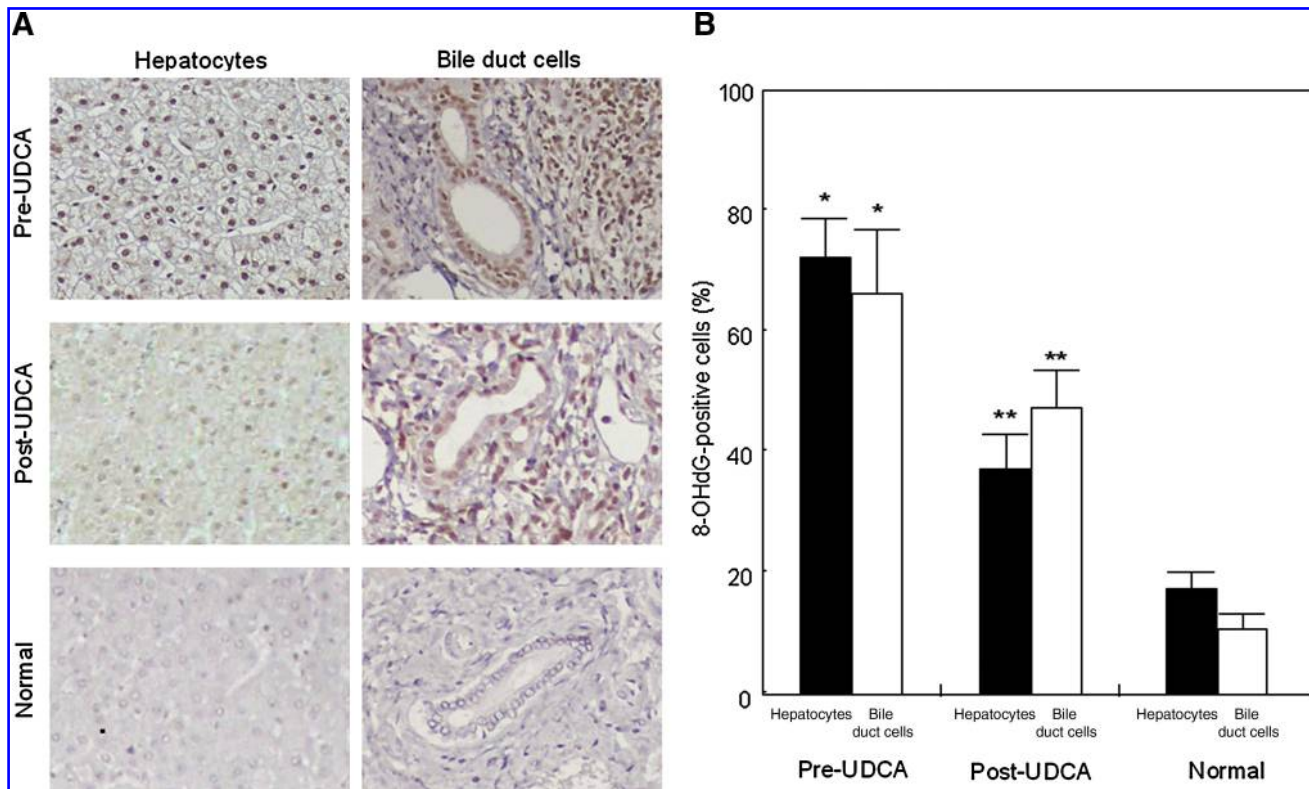 A
Hepatocytes
Bile duct cells
Pre-UDCA
Post-UDCA
Normal
B
8-OHdG-positive cells (%)
100
80
60
40
20
0
*
*
**
**
Hepatocytes
Bile
duct cells
Hepatocytes
Bile
duct cells
Hepatocytes
Bile
duct cells
Pre-UDCA
Post-UDCA
Normal